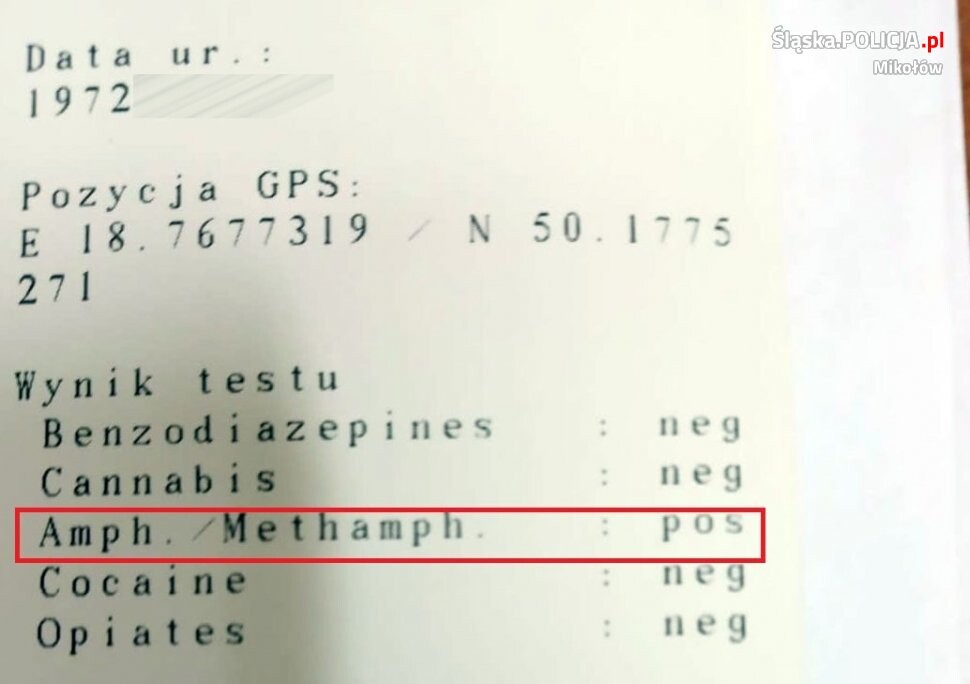 Śląska.POLICJA.pl
Mikołów
Data ur.:
1972
Pozycja GPS:
E 18.7677319 / N 50.1775
271
Wynik testu
Benzodiazepines : neg
Cannabis : neg
Amph./Methamph. : pos
Cocaine : neg
Opiates : neg